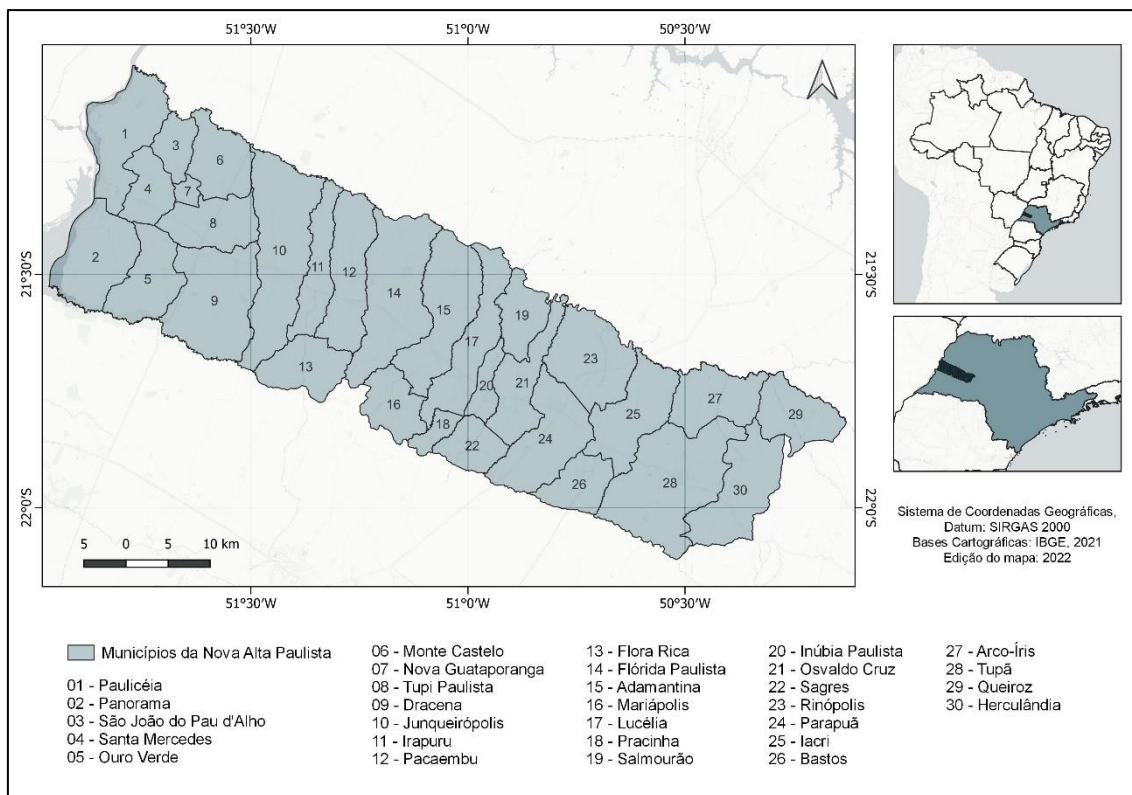 51°30'W 51°0'W 50°30'W
1
3
6
4
7
8
2
5
10
11
12
9
14
15
13
17
19
23
16
20
21
18
22
24
25
27
29
26
28
30
21°30'S
21°30'S
22°0'S
22°0'S
5 0 5 10 km
51°30'W 51°0'W 50°30'W
Sistema de Coordenadas Geográficas,
Datum: SIRGAS 2000
Bases Cartográficas: IBGE, 2021
Edição do mapa: 2022
Municípios da Nova Alta Paulista
01 - Paulicéia
02 - Panorama
03 - São João do Pau d'Alho
04 - Santa Mercedes
05 - Ouro Verde
06 - Monte Castelo
07 - Nova Guataporanga
08 - Tupi Paulista
09 - Dracena
10 - Junqueirópolis
11 - Irapuru
12 - Pacaembu
13 - Flora Rica
14 - Flórida Paulista
15 - Adamantina
16 - Mariápolis
17 - Lucélia
18 - Pracinha
19 - Salmourão
20 - Inúbia Paulista
21 - Osvaldo Cruz
22 - Sagres
23 - Rinópolis
24 - Parapuã
25 - Iacri
26 - Bastos
27 - Arco-Íris
28 - Tupã
29 - Queiroz
30 - Herculândia